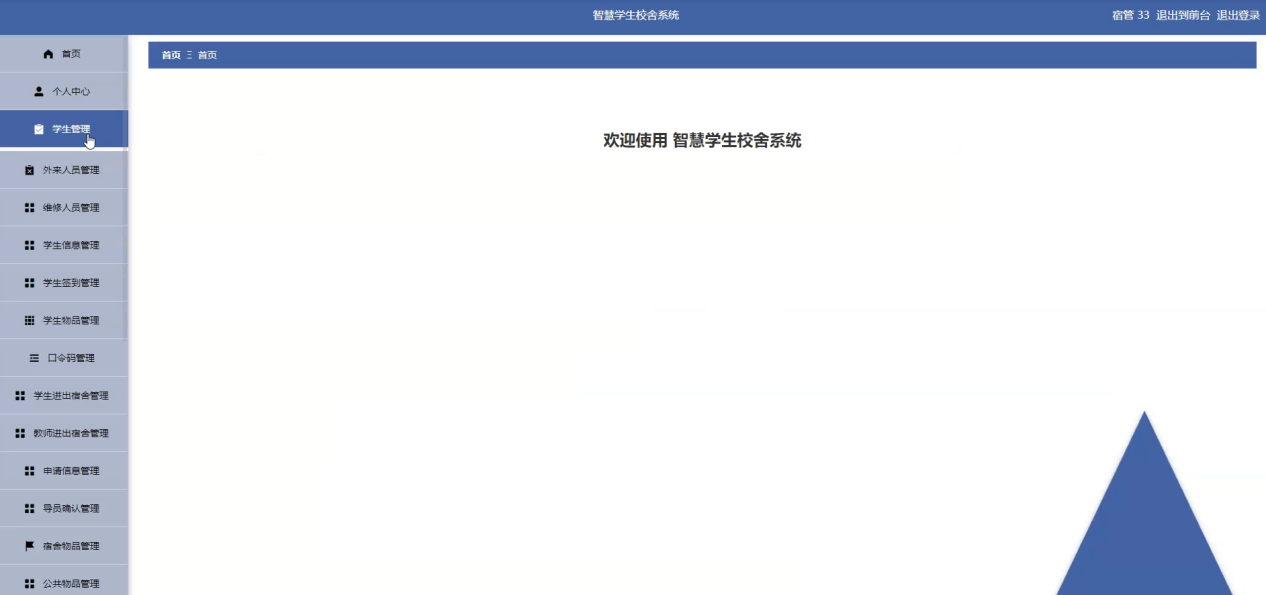 智慧学生校舍系统
宿管 33 退出到前台 退出登录
首页
个人中心
学生管理
外来人员管理
维修人员管理
学生信息管理
学生签到管理
学生物品管理
口令码管理
学生进出宿舍管理
教师进出宿舍管理
申请信息管理
导员确认管理
宿舍物品管理
公共物品管理
首页 Ξ 首页
欢迎使用 智慧学生校舍系统